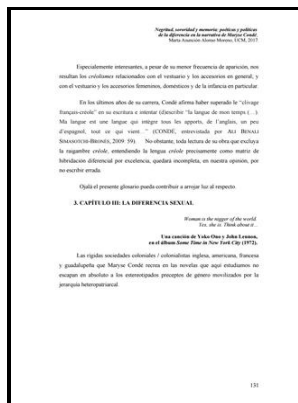 Negritud, sororidad y memoria: poéticas y políticas
de la diferencia en la narrativa de Maryse Condé.
Marta Asunción Alonso Moreno, UCM, 2017.
Especialmente interesantes, a pesar de su menor frecuencia de aparición, nos
resultan los créolismes relacionados con el vestuario y los accesorios en general; y
con el vestuario y los accesorios femeninos, domésticos y de la infancia en particular.
En los últimos años de su carrera, Condé afirma haber superado le "clivage
français-créole" en su escritura e intentar (d)escribir "la langue de mon temps (…)
Ma langue est une langue qui intègre tous les apports, de l'anglais, un peu
d'espagnol, tout ce qui vient…" (CONDÉ, entrevistada por ALI BENALI
SIMASOTCHI-BRONÈS, 2009: 59). No obstante, toda lectura de su obra que excluya
la raigambre créole, entendiendo la lengua créole precisamente como matriz de
hibridación diferencial por excelencia, quedará incompleta, en nuestra opinión, por
no escribir errada.
Ojalá el presente glosario pueda contribuir a arrojar luz al respecto.
3. CAPÍTULO III: LA DIFERENCIA SEXUAL
Woman is the nigger of the world.
Yes, she is. Think about it...
Una canción de Yoko Ono y John Lennon,
en el álbum Some Time in New York City (1972).
Las rígidas sociedades coloniales / colonialistas inglesa, americana, francesa
y guadalupeña que Maryse Condé recrea en las novelas que aquí estudiamos no
escapan en absoluto a los estereotipados preceptos de género movilizados por la
jerarquía heteropatriarcal.
131